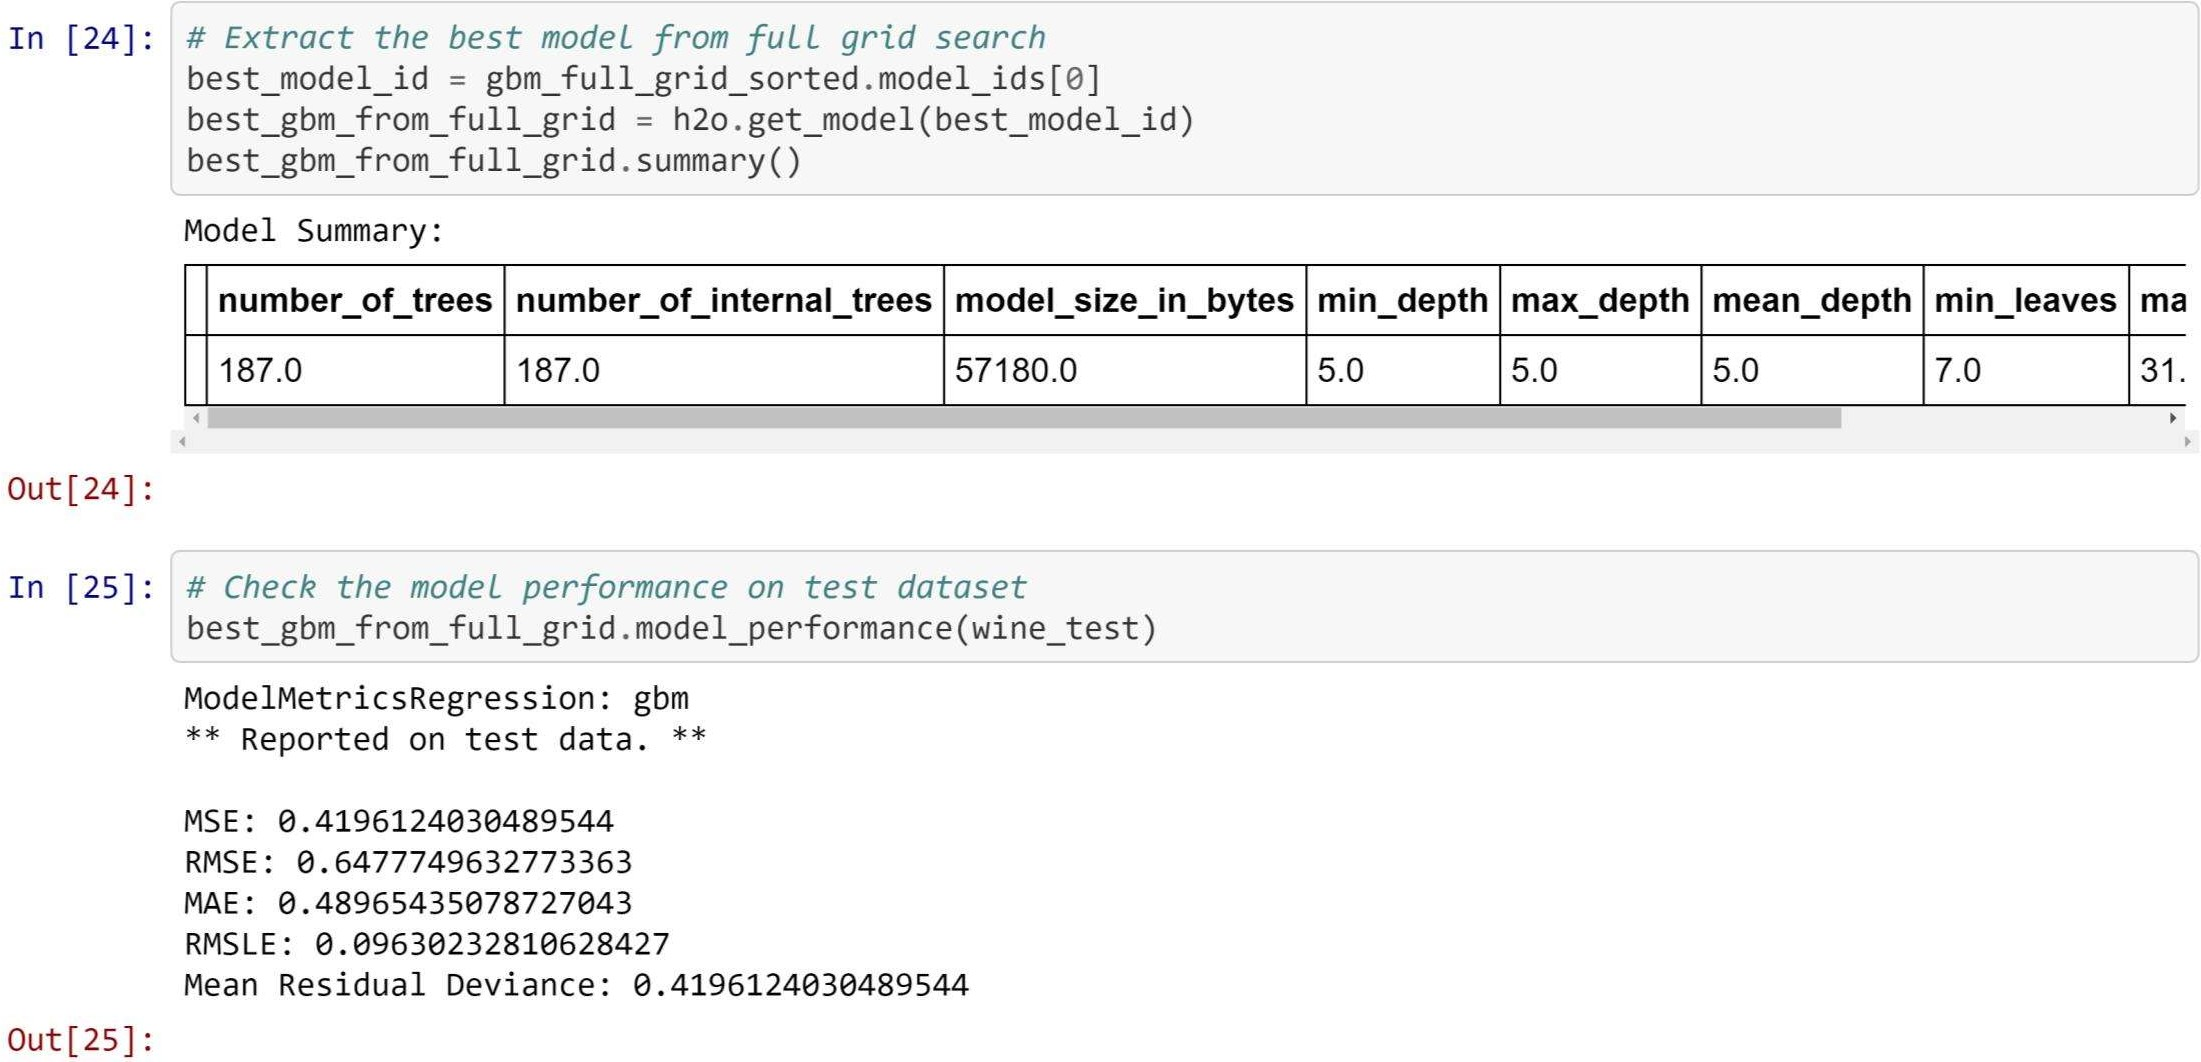 In [24]: # Extract the best model from full grid search
best_model_id = gbm_full_grid_sorted.model_ids[0]
best_gbm_from_full_grid = h2o.get_model(best_model_id)
best_gbm_from_full_grid.summary()
Model Summary:
number_of_trees number_of_internal_trees model_size_in_bytes min_depth max_depth mean_depth min_leaves ma
187.0 187.0 57180.0 5.0 5.0 5.0 7.0 31.
Out[24]:
In [25]: # Check the model performance on test dataset
best_gbm_from_full_grid.model_performance(wine_test)
ModelMetricsRegression: gbm
** Reported on test data. **
MSE: 0.4196124030489544
RMSE: 0.6477749632773363
MAE: 0.48965435078727043
RMSLE: 0.09630232810628427
Mean Residual Deviance: 0.4196124030489544
Out[25]: